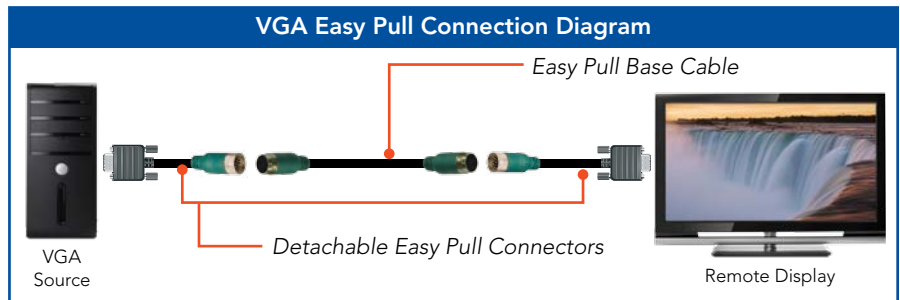 VGA Easy Pull Connection Diagram
Easy Pull Base Cable
Detachable Easy Pull Connectors
VGA
Source
Remote Display